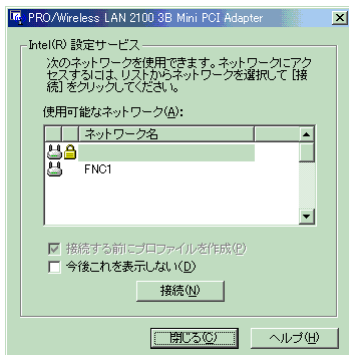 PRO/Wireless LAN 2100 3B Mini PCI Adapter
Intel(R) 設定サービス
次のネットワークを使用できます。ネットワークにアク
セスするには、リストからネットワークを選択して [接
続] をクリックしてください。
使用可能なネットワーク(A):
ネットワーク名
FNC1
接続する前にプロファイルを作成(P)
今後これを表示しない(D)
接続(N)
閉じる(C)
ヘルプ(H)